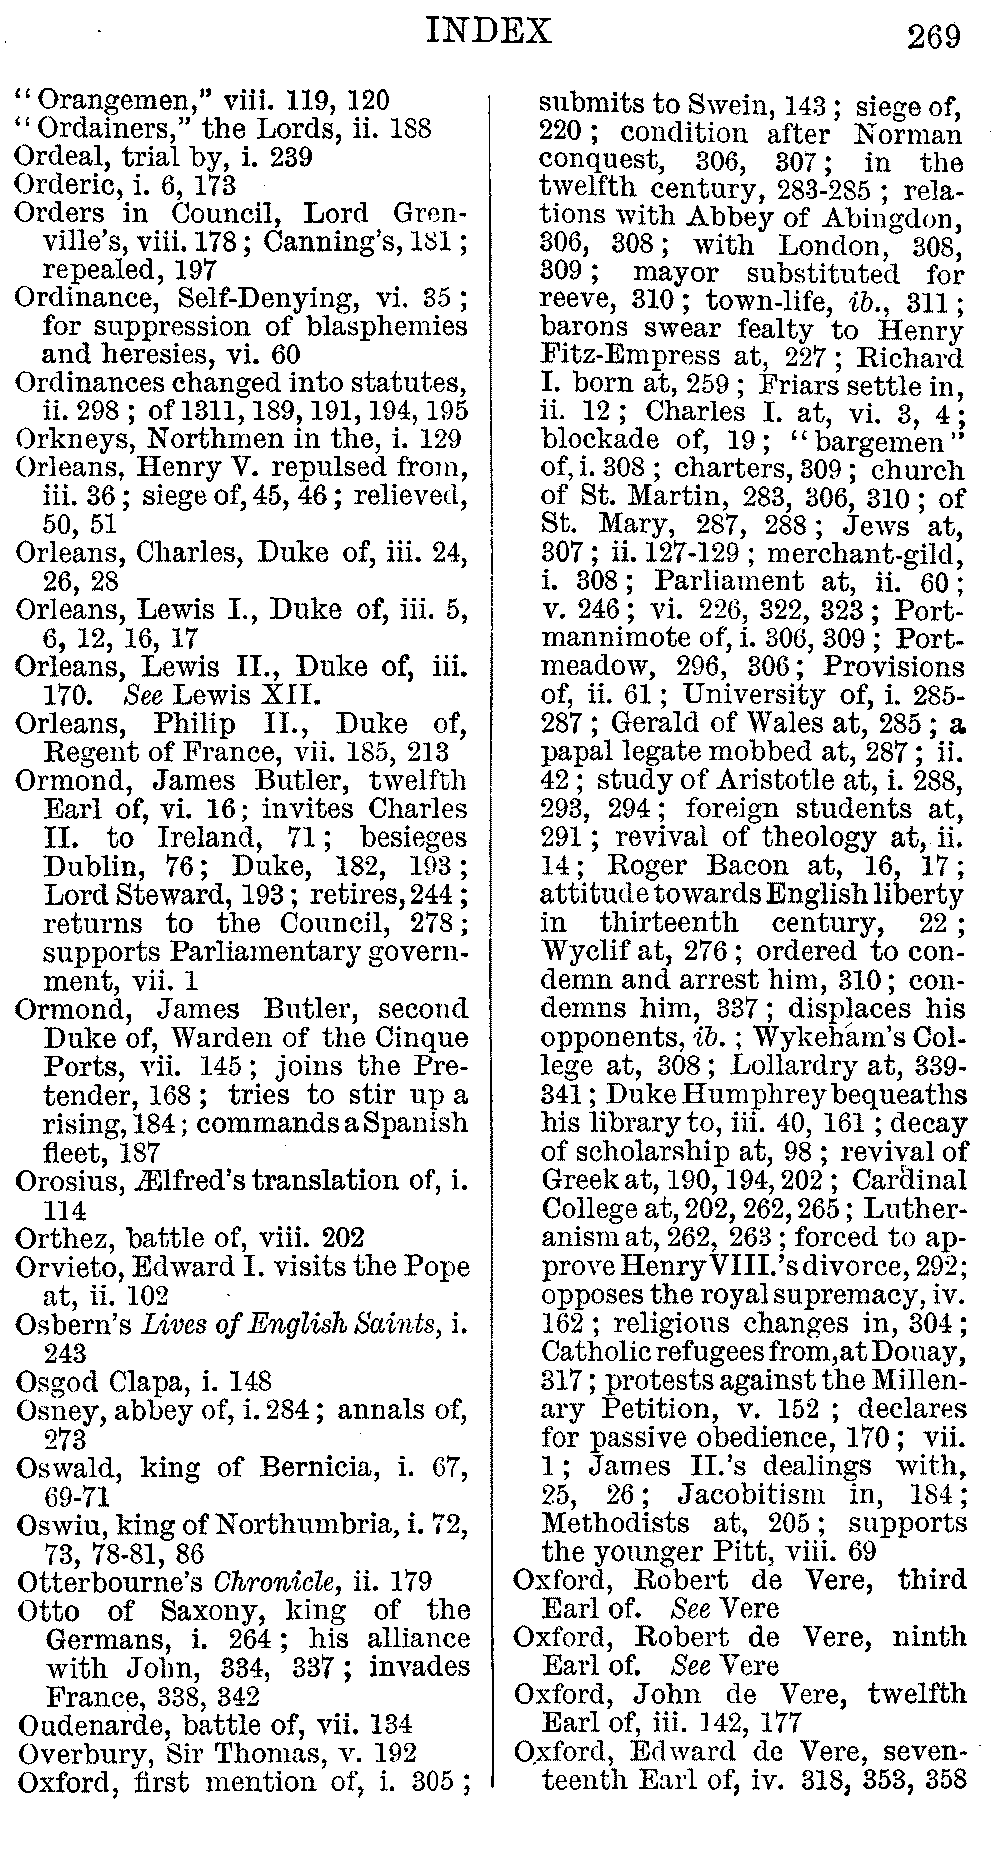 INDEX
269
“Orangemen,” viii. 119, 120
“Ordainers,” the Lords, ii. 188
Ordeal, trial by, i. 239
Orderic, i. 6, 173
Orders in Council, Lord Gren-
ville's, viii. 178; Canning's, 181;
repealed, 197
Ordinance, Self-Denying, vi. 35;
for suppression of blasphemies
and heresies, vi. 60
Ordinances changed into statutes,
ii. 298; of 1311, 189, 191, 194, 195
Orkneys, Northmen in the, i. 129
Orleans, Henry V. repulsed from,
iii. 36; siege of, 45, 46; relieved,
50, 51
Orleans, Charles, Duke of, iii. 24,
26, 28
Orleans, Lewis I., Duke of, iii. 5,
6, 12, 16, 17
Orleans, Lewis II., Duke of, iii.
170. See Lewis XII.
Orleans, Philip II., Duke of,
Regent of France, vii. 185, 213
Ormond, James Butler, twelfth
Earl of, vi. 16; invites Charles
II. to Ireland, 71; besieges
Dublin, 76; Duke, 182, 193;
Lord Steward, 193; retires, 244;
returns to the Council, 278;
supports Parliamentary govern-
ment, vii. 1
Ormond, James Butler, second
Duke of, Warden of the Cinque
Ports, vii. 145; joins the Pre-
tender, 168; tries to stir up a
rising, 184; commands a Spanish
fleet, 187
Orosius, Ælfred's translation of, i.
114
Orthez, battle of, viii. 202
Orvieto, Edward I. visits the Pope
at, ii. 102
Osbern's Lives of English Saints, i.
243
Osgod Clapa, i. 148
Osney, abbey of, i. 284; annals of,
273
Oswald, king of Bernicia, i. 67,
69-71
Oswiu, king of Northumbria, i. 72,
73, 78-81, 86
Otterbourne's Chronicle, ii. 179
Otto of Saxony, king of the
Germans, i. 264; his alliance
with John, 334, 337; invades
France, 338, 342
Oudenarde, battle of, vii. 134
Overbury, Sir Thomas, v. 192
Oxford, first mention of, i. 305;
submits to Swein, 143; siege of,
220; condition after Norman
conquest, 306, 307; in the
twelfth century, 283-285; rela-
tions with Abbey of Abingdon,
306, 308; with London, 308,
309; mayor substituted for
reeve, 310; town-life, ib., 311;
barons swear fealty to Henry
Fitz-Empress at, 227; Richard
I. born at, 259; Friars settle in,
ii. 12; Charles I. at, vi. 3, 4;
blockade of, 19; “bargemen”
of, i. 308; charters, 309; church
of St. Martin, 283, 306, 310; of
St. Mary, 287, 288; Jews at,
307; ii. 127-129; merchant-gild,
i. 308; Parliament at, ii. 60;
v. 246; vi. 226, 322, 323; Port-
mannimote of, i. 306, 309; Port-
meadow, 296, 306; Provisions
of, ii. 61; University of, i. 285-
287; Gerald of Wales at, 285; a
papal legate mobbed at, 287; ii.
42; study of Aristotle at, i. 288,
293, 294; foreign students at,
291; revival of theology at, ii.
14; Roger Bacon at, 16, 17;
attitude towards English liberty
in thirteenth century, 22;
Wyclif at, 276; ordered to con-
demn and arrest him, 310; con-
demns him, 337; displaces his
opponents, ib.; Wykeham's Col-
lege at, 308; Lollardry at, 339-
341; Duke Humphrey bequeaths
his library to, iii. 40, 161; decay
of scholarship at, 98; revival of
Greek at, 190, 194, 202; Cardinal
College at, 202, 262, 265; Luther-
anism at, 262, 263; forced to ap-
prove Henry VIII.'s divorce, 292;
opposes the royal supremacy, iv.
162; religious changes in, 304;
Catholic refugees from, at Douay,
317; protests against the Millen-
ary Petition, v. 152; declares
for passive obedience, 170; vii.
1; James II.'s dealings with,
25, 26; Jacobitism in, 184;
Methodists at, 205; supports
the younger Pitt, viii. 69
Oxford, Robert de Vere, third
Earl of. See Vere
Oxford, Robert de Vere, ninth
Earl of. See Vere
Oxford, John de Vere, twelfth
Earl of, iii. 142, 177
Oxford, Edward de Vere, seven-
teenth Earl of, iv. 318, 353, 358